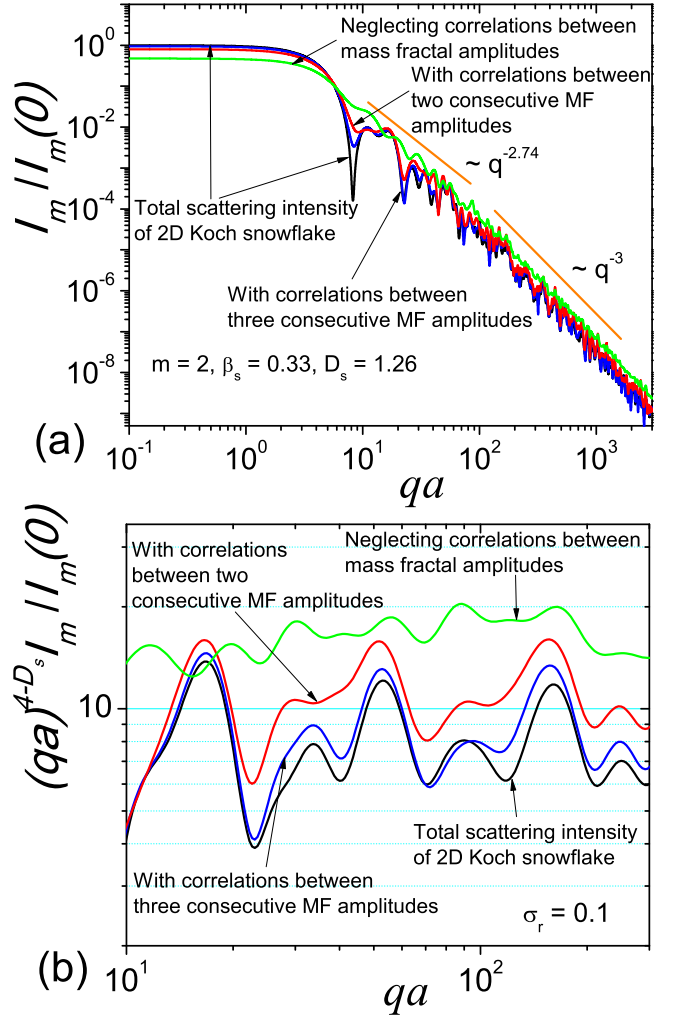 Neglecting correlations between
mass fractal amplitudes
With correlations between
two consecutive MF
amplitudes
~ q^-2.74
Total scattering intensity
of 2D Koch snowflake
~ q^-3
With correlations between
three consecutive MF amplitudes
m = 2, β_s = 0.33, D_s = 1.26
I_m / I_m(0)
10^0
10^-2
10^-4
10^-6
10^-8
(a)
10^-1 10^0 10^1 10^2 10^3
qa
With correlations
between two
consecutive MF amplitudes
Neglecting correlations between
mass fractal amplitudes
(qa)^4-D_s I_m / I_m(0)
10
Total scattering intensity
of 2D Koch snowflake
With correlations between
three consecutive MF amplitudes
σ_r = 0.1
(b)
10^1 10^2
qa